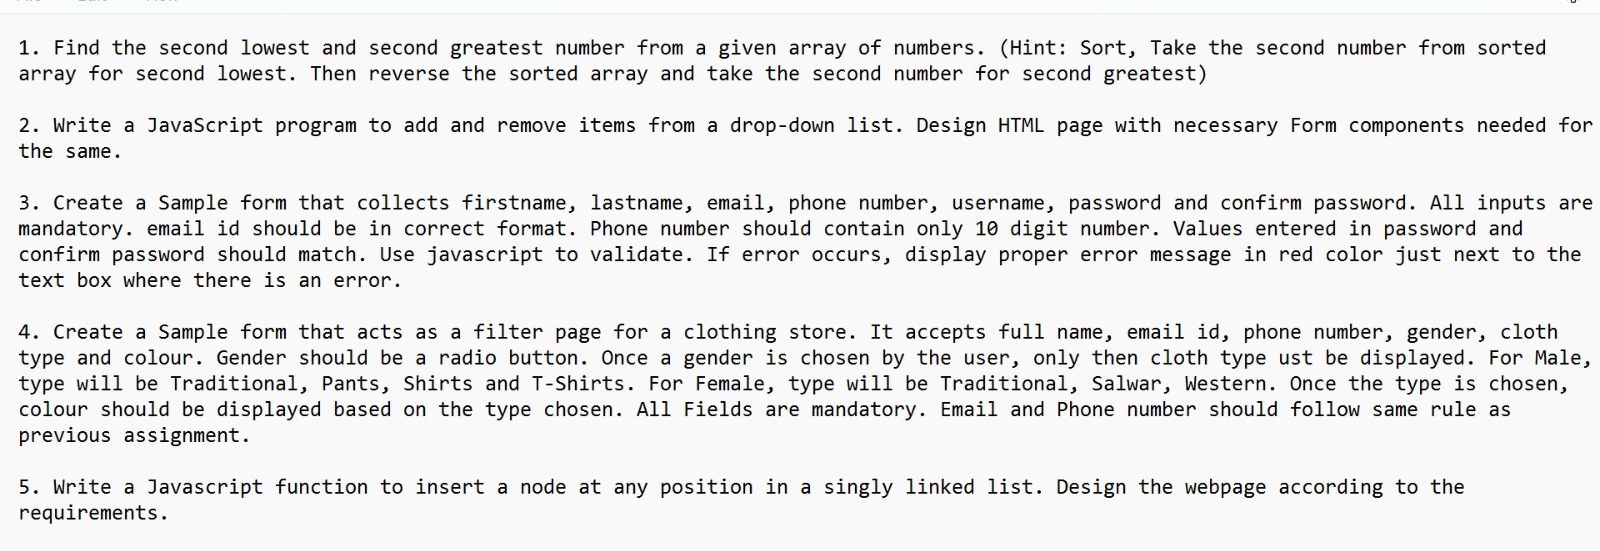 1. Find the second lowest and second greatest number from a given array of numbers. (Hint: Sort, Take the second number from sorted
array for second lowest. Then reverse the sorted array and take the second number for second greatest)
2. Write a JavaScript program to add and remove items from a drop-down list. Design HTML page with necessary Form components needed for
the same.
3. Create a Sample form that collects firstname, lastname, email, phone number, username, password and confirm password. All inputs are
mandatory. email id should be in correct format. Phone number should contain only 10 digit number. Values entered in password and
confirm password should match. Use javascript to validate. If error occurs, display proper error message in red color just next to the
text box where there is an error.
4. Create a Sample form that acts as a filter page for a clothing store. It accepts full name, email id, phone number, gender, cloth
type and colour. Gender should be a radio button. Once a gender is chosen by the user, only then cloth type ust be displayed. For Male,
type will be Traditional, Pants, Shirts and T-Shirts. For Female, type will be Traditional, Salwar, Western. Once the type is chosen,
colour should be displayed based on the type chosen. All Fields are mandatory. Email and Phone number should follow same rule as
previous assignment.
5. Write a Javascript function to insert a node at any position in a singly linked list. Design the webpage according to the
requirements.